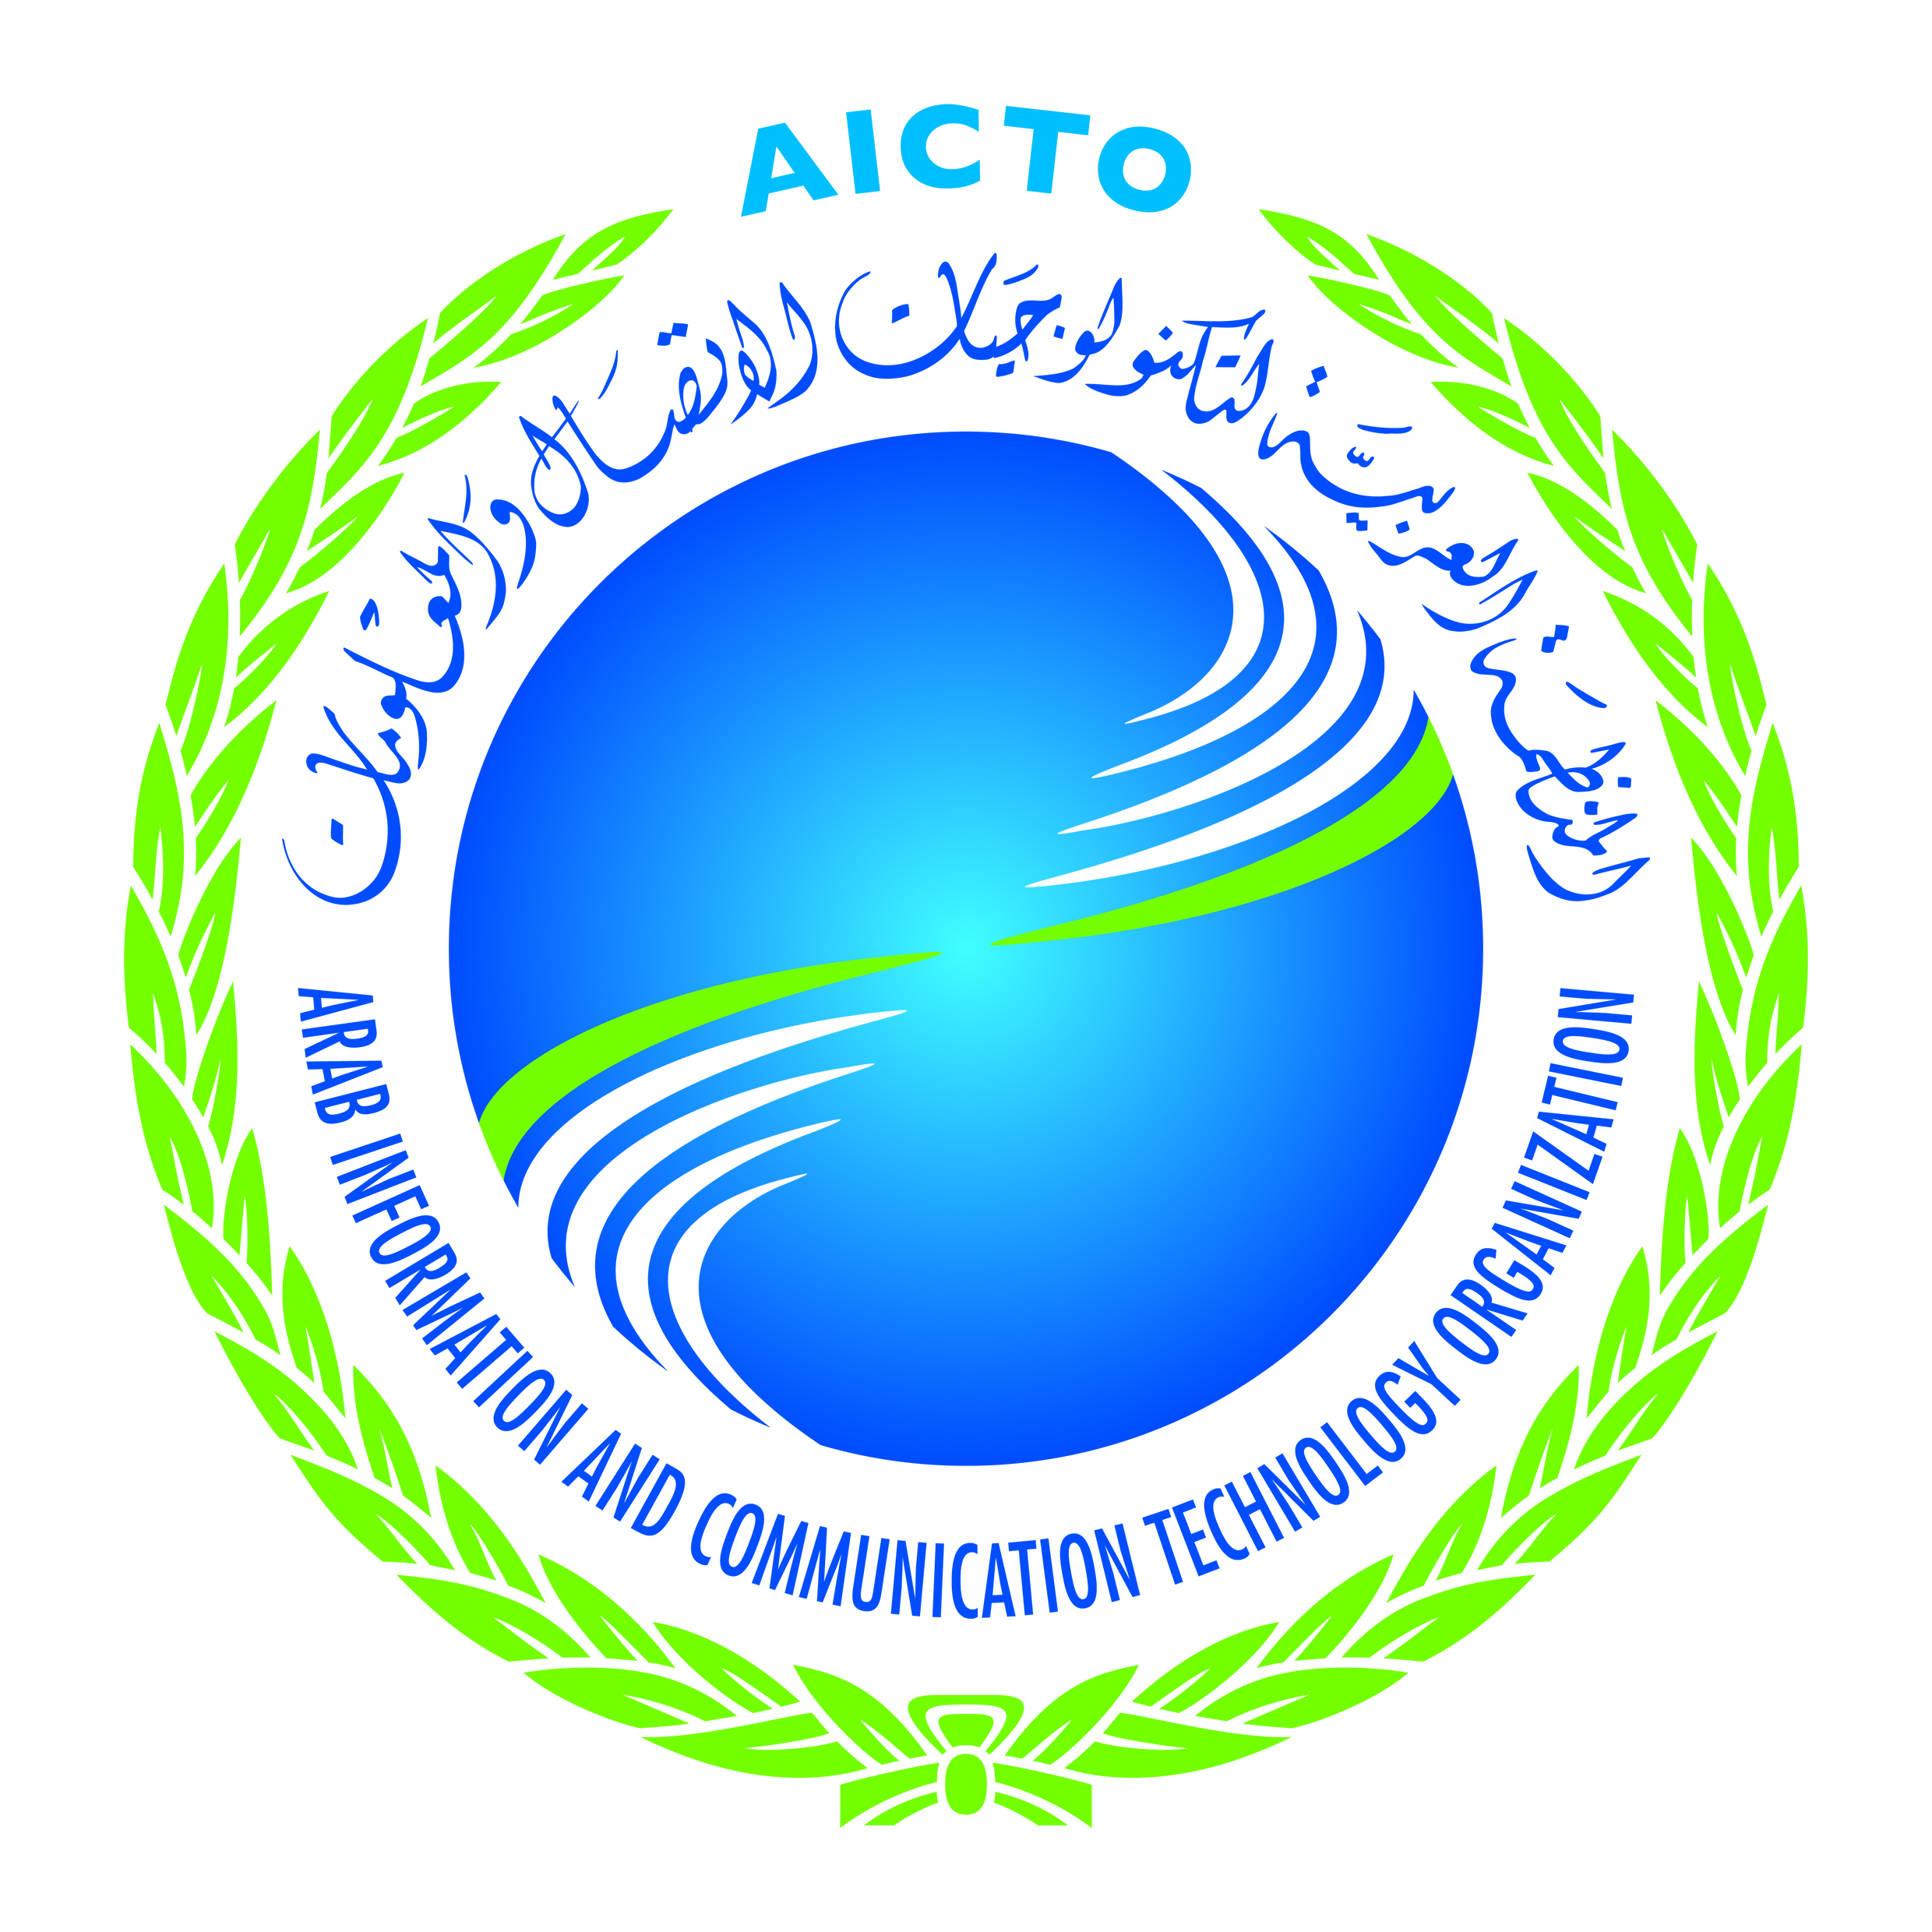 AICTO
المنظمة العربية لتكنولوجيات الاتصال والمعلومات
ARAB INFORMATION AND COMMUNICATION TECHNOLOGY ORGANIZATION